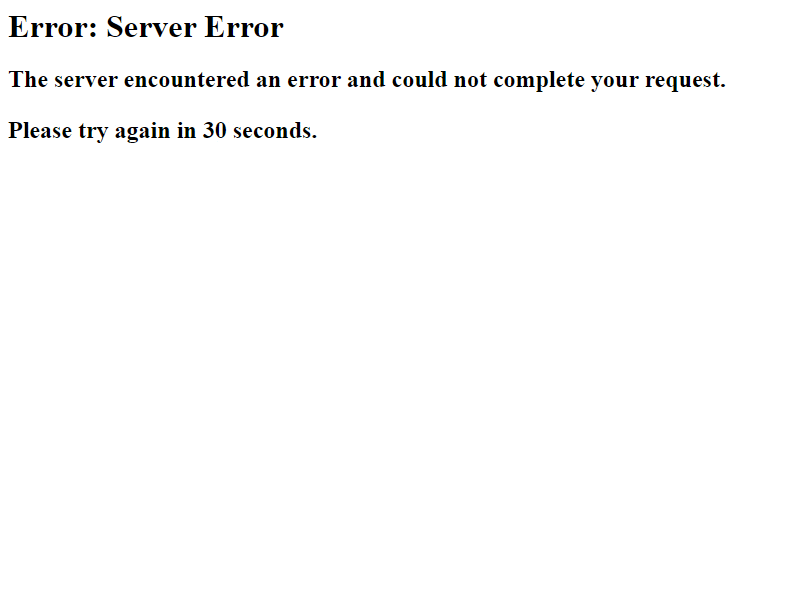 Error: Server Error
The server encountered an error and could not complete your request.
Please try again in 30 seconds.